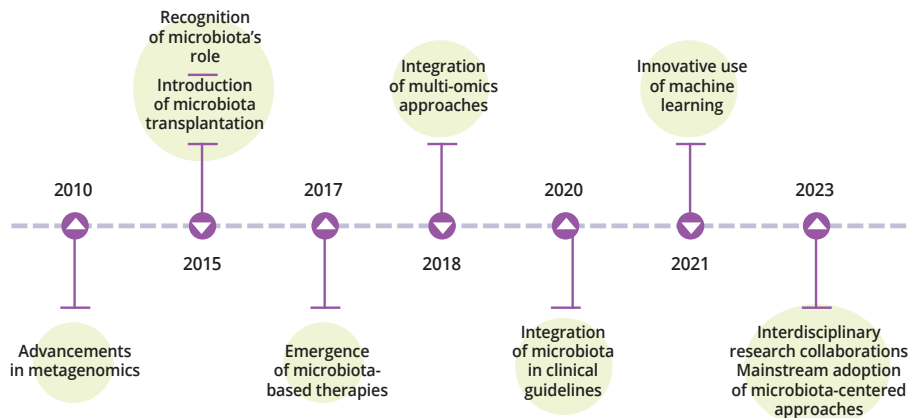 Recognition
of microbiota's
role
Introduction
of microbiota
transplantation
Integration
of multi-omics
approaches
Innovative use
of machine
learning
2010
2017
2020
2023
2015
2018
2021
Advancements
in metagenomics
Emergence
of microbiota-
based therapies
Integration
of microbiota
in clinical
guidelines
Interdisciplinary
research collaborations
Mainstream adoption
of microbiota-centered
approaches